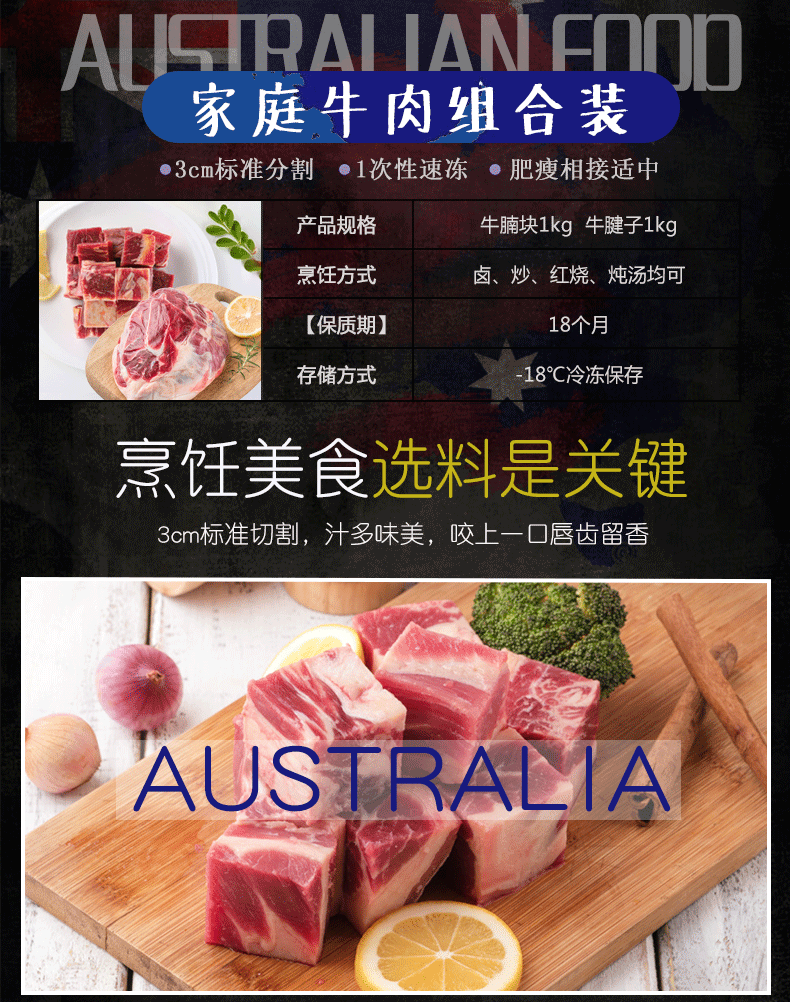 AUSTRALIAN FOOD
家庭牛肉组合装
•3cm标准分割 •1次性速冻 •肥瘦相接适中
产品规格 牛腩块1kg 牛腱子1kg
烹饪方式 卤、炒、红烧、炖汤均可
【保质期】 18个月
存储方式 -18℃冷冻保存
烹饪美食选料是关键
3cm标准切割，汁多味美，咬上一口唇齿留香
AUSTRALIA